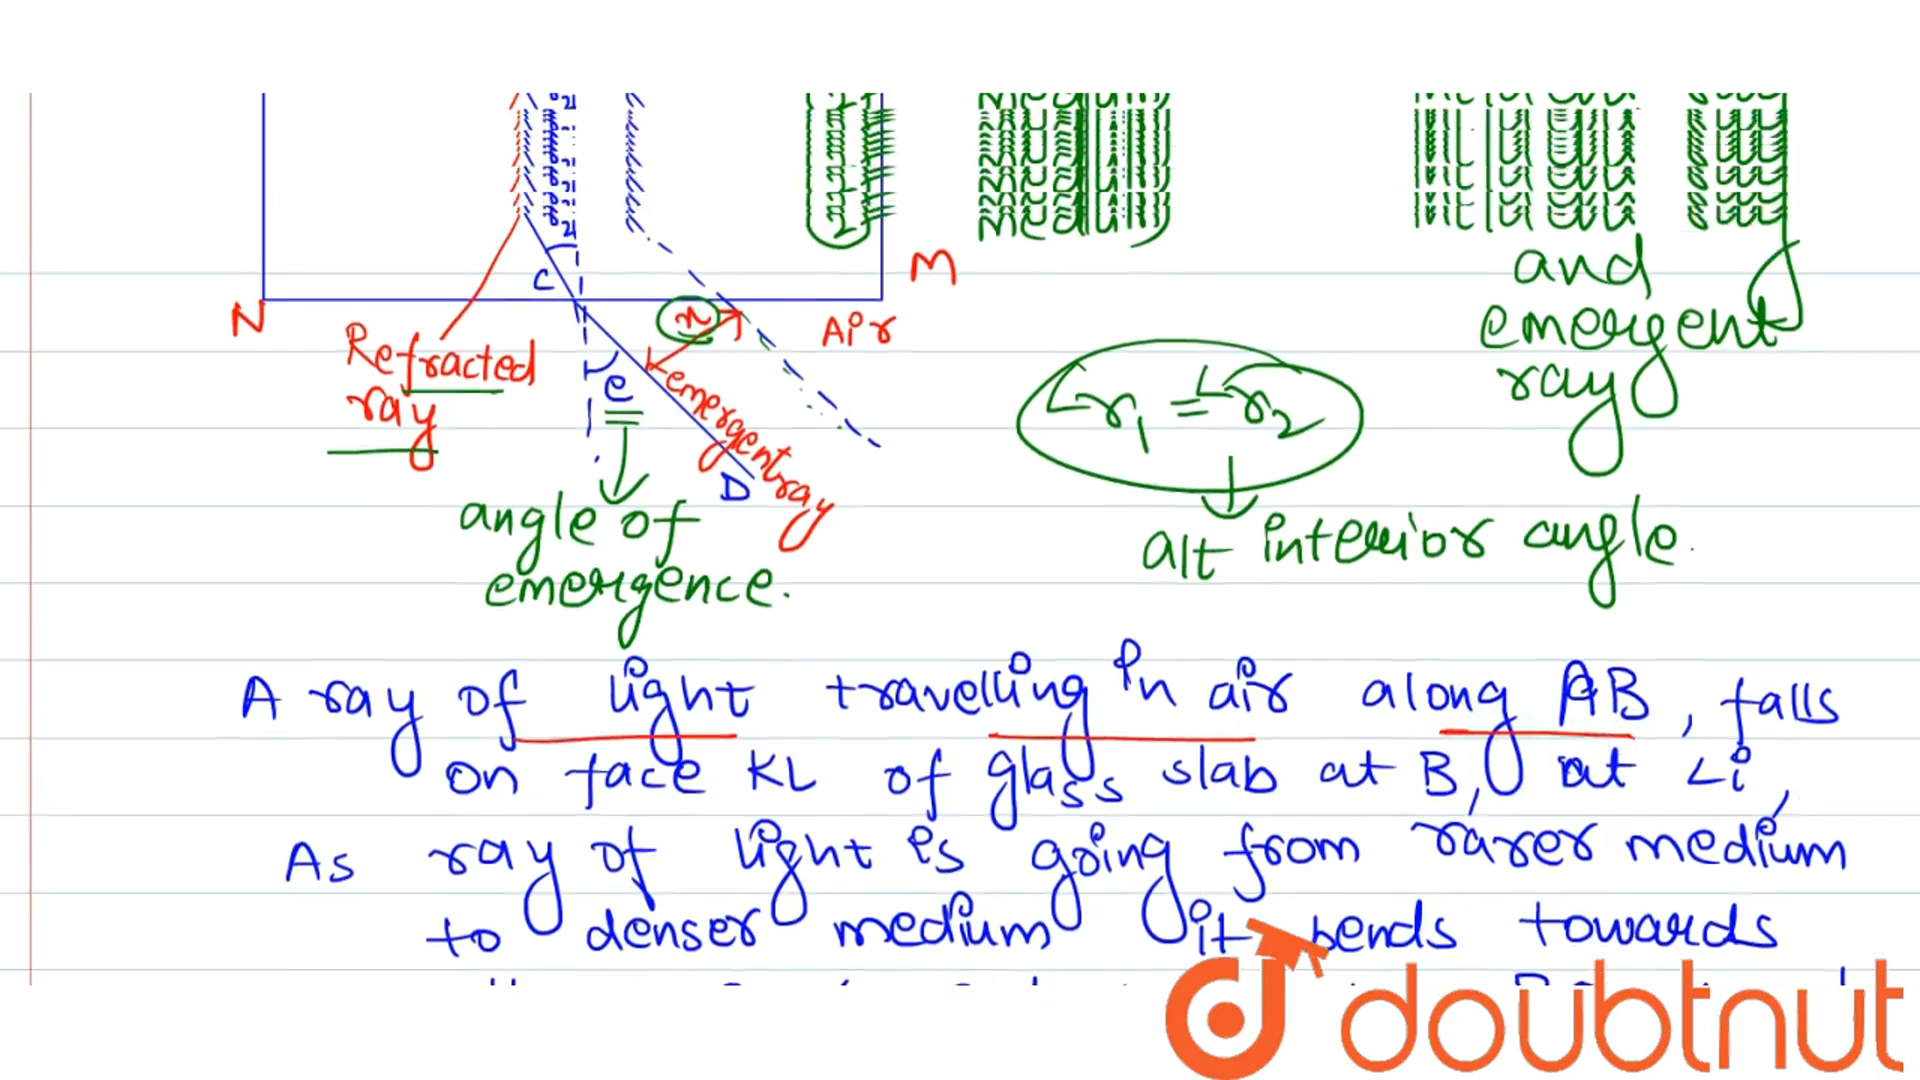 M
N
C
x
Air
Refracted
ray
e
emergent ray
D
angle of
emergence.
and
emergent
ray
∠r₁ = ∠r₂
alt interior angle.
A ray of light travelling in air along AB, falls
on face KL of glass slab at B, at ∠i,
As ray of light is going from rarer medium
to denser medium it bends towards
doubtnut